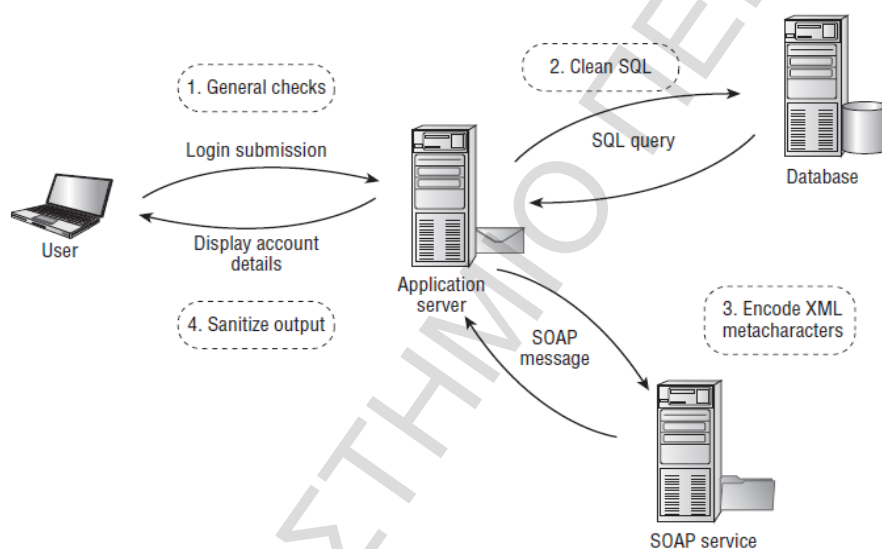 1. General checks
Login submission
User
Display account
details
4. Sanitize output
Application
server
2. Clean SQL
SQL query
Database
3. Encode XML
metacharacters
SOAP
message
SOAP service